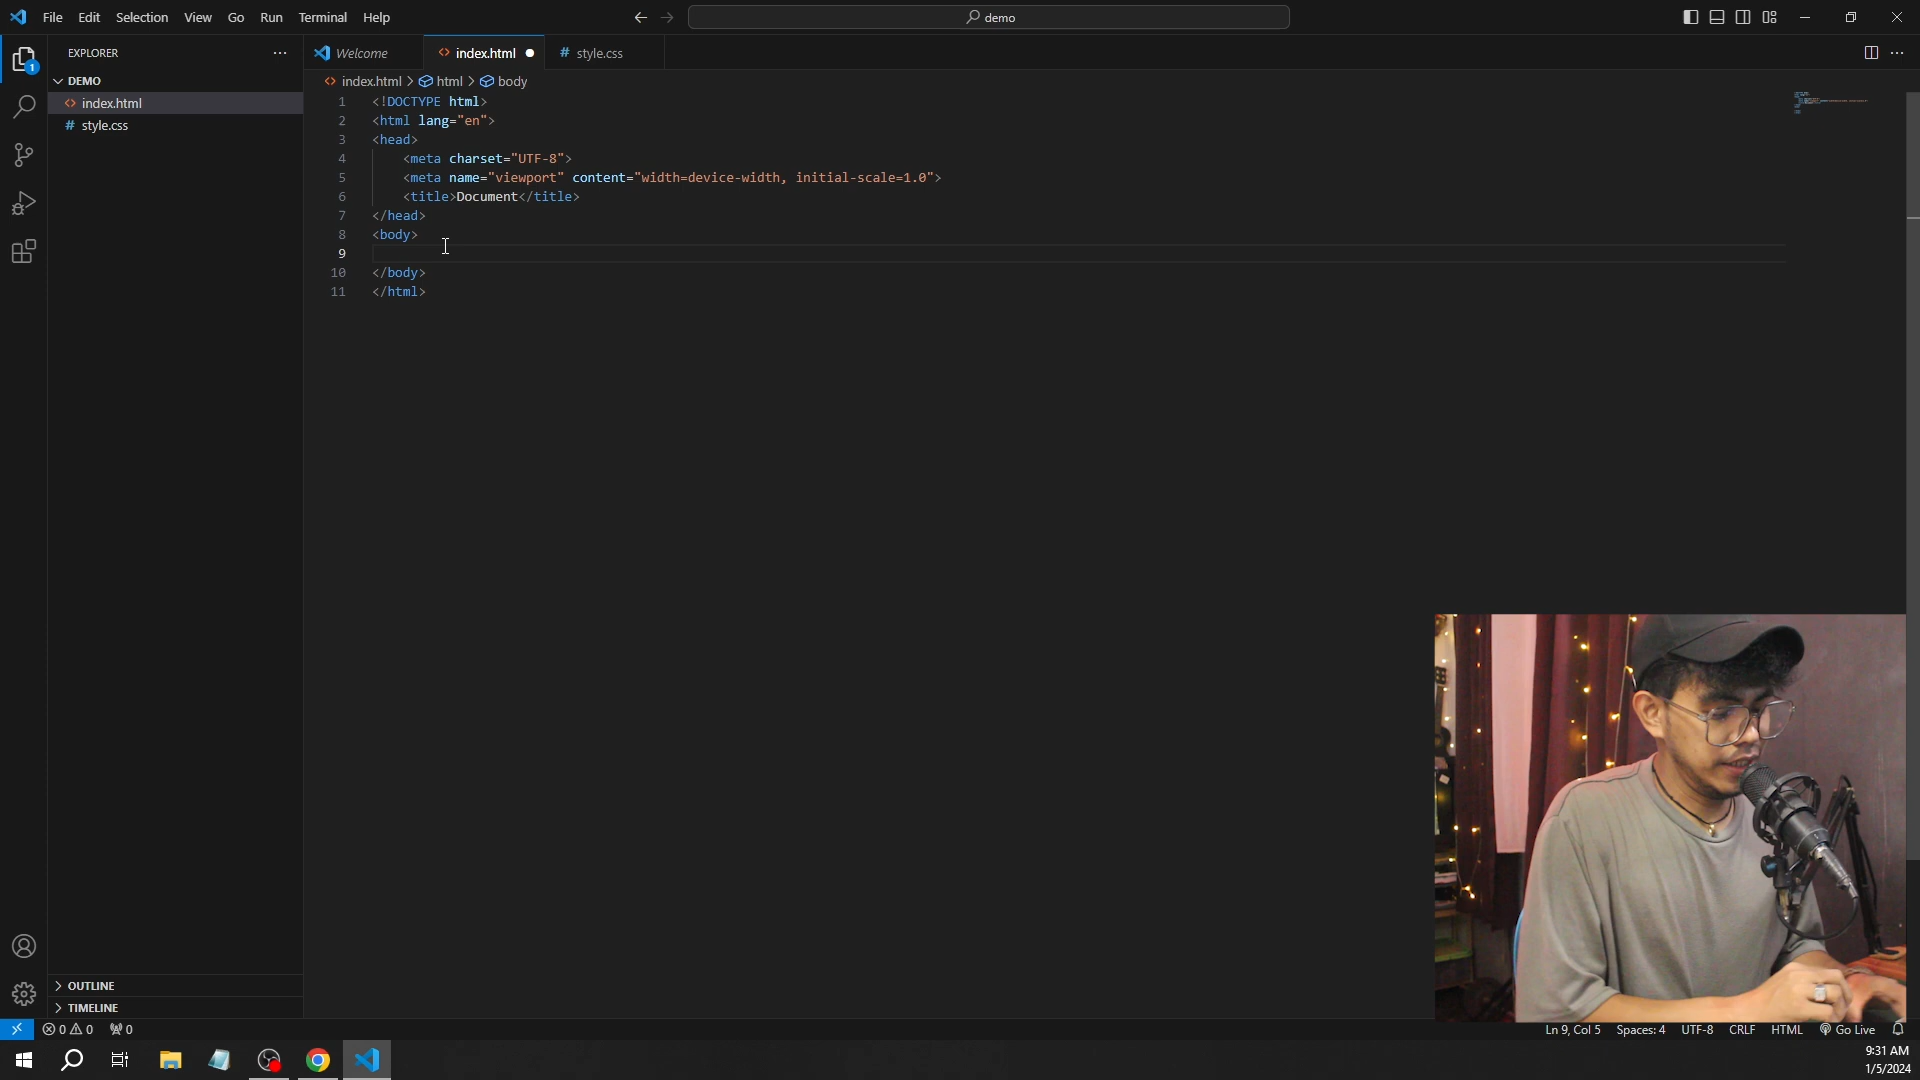 File Edit Selection View Go Run Terminal Help
demo
EXPLORER
1
DEMO
index.html
style.css
OUTLINE
TIMELINE
Welcome
index.html
style.css
index.html > html > body
1 <!DOCTYPE html>
2 <html lang="en">
3 <head>
4 <meta charset="UTF-8">
5 <meta name="viewport" content="width=device-width, initial-scale=1.0">
6 <title>Document</title>
7 </head>
8 <body>
9
10 </body>
11 </html>
0 0 0
Ln 9, Col 5 Spaces: 4 UTF-8 CRLF HTML Go Live
9:31 AM
1/5/2024